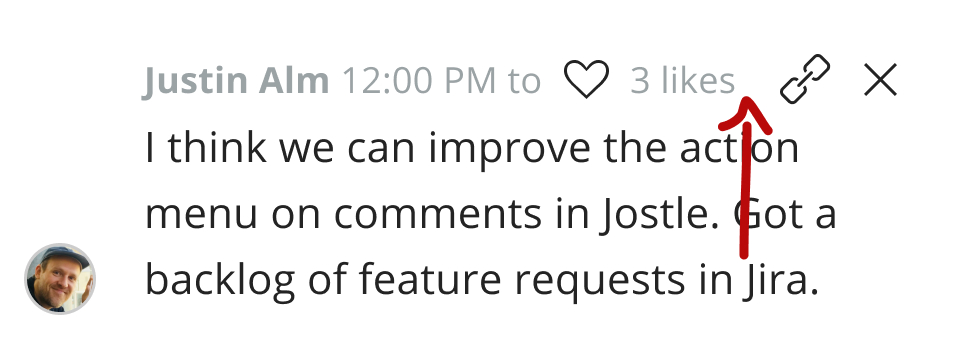 Justin Alm 12:00 PM to 3 likes
I think we can improve the action
menu on comments in Jostle. Got a
backlog of feature requests in Jira.